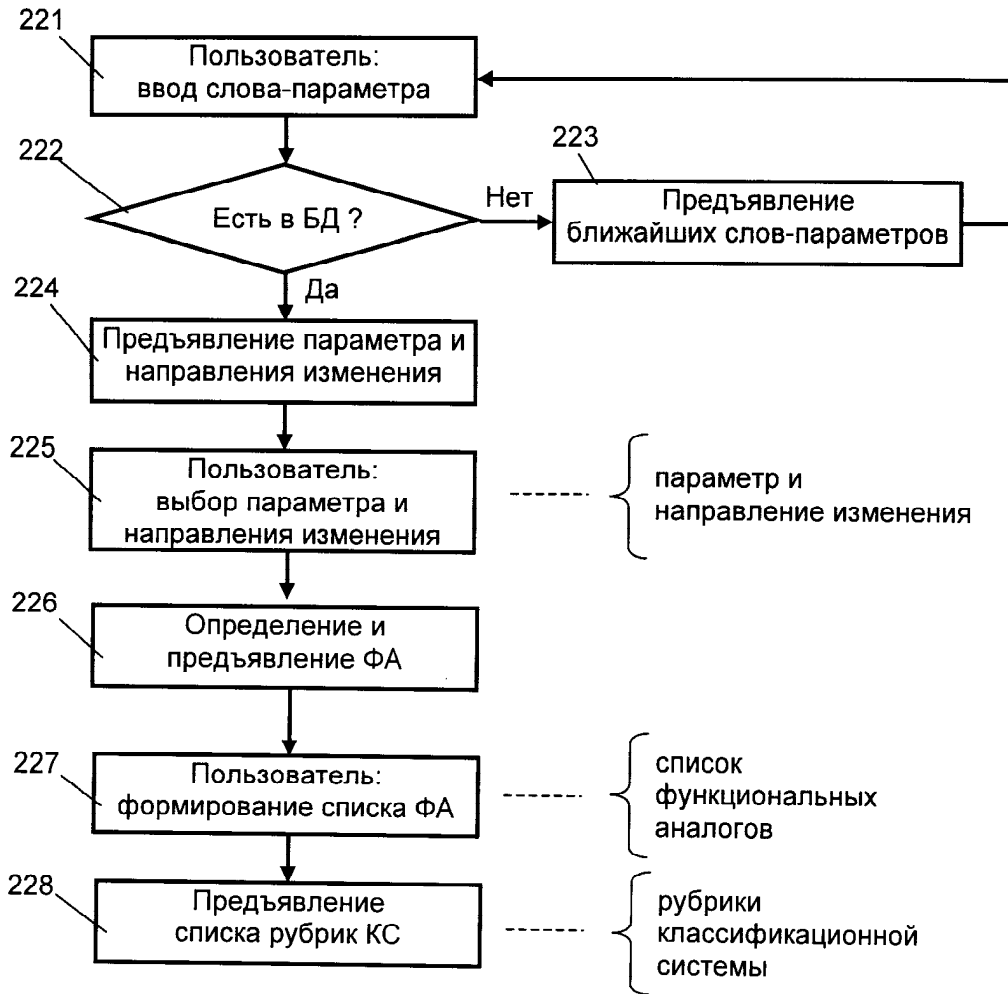 221
Пользователь:
ввод слова-параметра
222
Есть в БД ?
Нет
223
Предъявление
ближайших слов-параметров
Да
224
Предъявление параметра и
направления изменения
225
Пользователь:
выбор параметра и
направления изменения
параметр и
направление изменения
226
Определение и
предъявление ФА
227
Пользователь:
формирование списка ФА
список
функциональных
аналогов
228
Предъявление
списка рубрик КС
рубрики
классификационной
системы